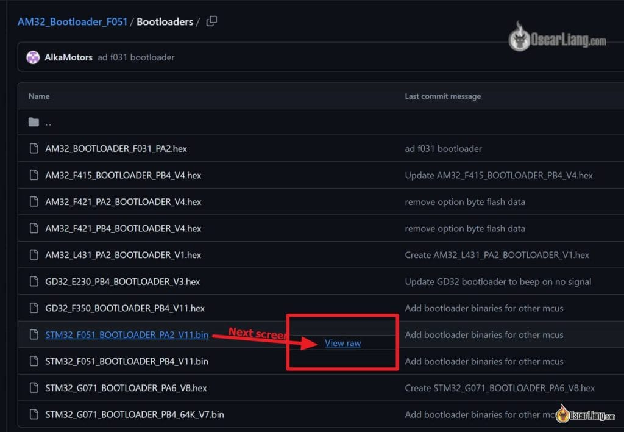 AM32_Bootloader_F051 / Bootloaders /
OscarLiang.com
AlkaMotors ad f031 bootloader
Name Last commit message
..
AM32_BOOTLOADER_F031_PA2.hex ad f031 bootloader
AM32_F415_BOOTLOADER_PB4_V4.hex Update AM32_F415_BOOTLOADER_PB4_V4.hex
AM32_F421_PA2_BOOTLOADER_V4.hex remove option byte flash data
AM32_F421_PB4_BOOTLOADER_V4.hex remove option byte flash data
AM32_L431_PA2_BOOTLOADER_V1.hex Create AM32_L431_PA2_BOOTLOADER_V1.hex
GD32_E230_PB4_BOOTLOADER_V3.hex Update GD32 bootloader to beep on no signal
GD32_F350_BOOTLOADER_PB4_V11.hex Add bootloader binaries for other mcus
STM32_F051_BOOTLOADER_PA2_V11.bin Next screen Add bootloader binaries for other mcus
View raw
STM32_F051_BOOTLOADER_PB4_V11.bin Add bootloader binaries for other mcus
STM32_G071_BOOTLOADER_PA6_V8.hex Create STM32_G071_BOOTLOADER_PA6_V8.hex
STM32_G071_BOOTLOADER_PB4_64K_V7.bin Add bootloader binaries for other mc
OscarLiang.com